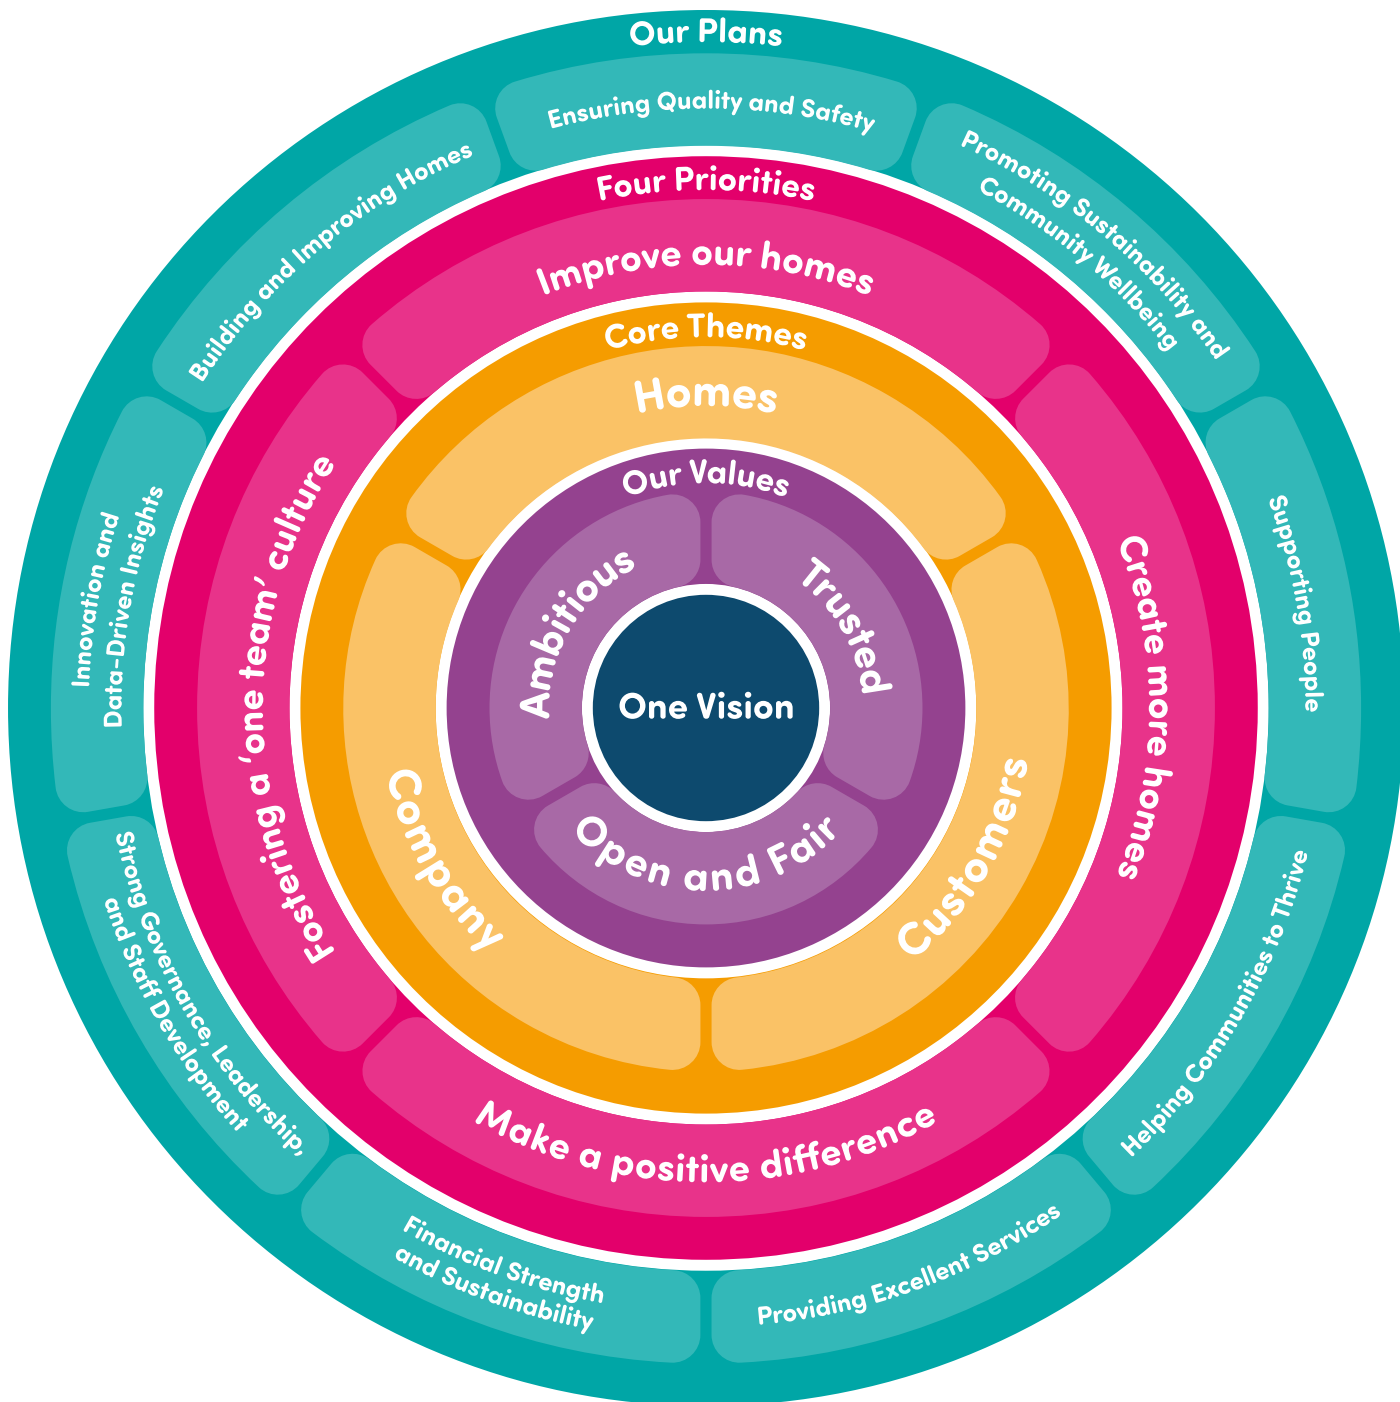 Our Plans
Ensuring Quality and Safety
Promoting Sustainability and
Community Wellbeing
Supporting People
Helping Communities to Thrive
Providing Excellent Services
Financial Strength
and Sustainability
Strong Governance, Leadership,
and Staff Development
Innovation and
Data-Driven Insights
Building and Improving Homes
Four Priorities
Improve our homes
Create more homes
Make a positive difference
Fostering a ‘one team’ culture
Core Themes
Homes
Customers
Company
Our Values
Ambitious
Trusted
Open and Fair
One Vision